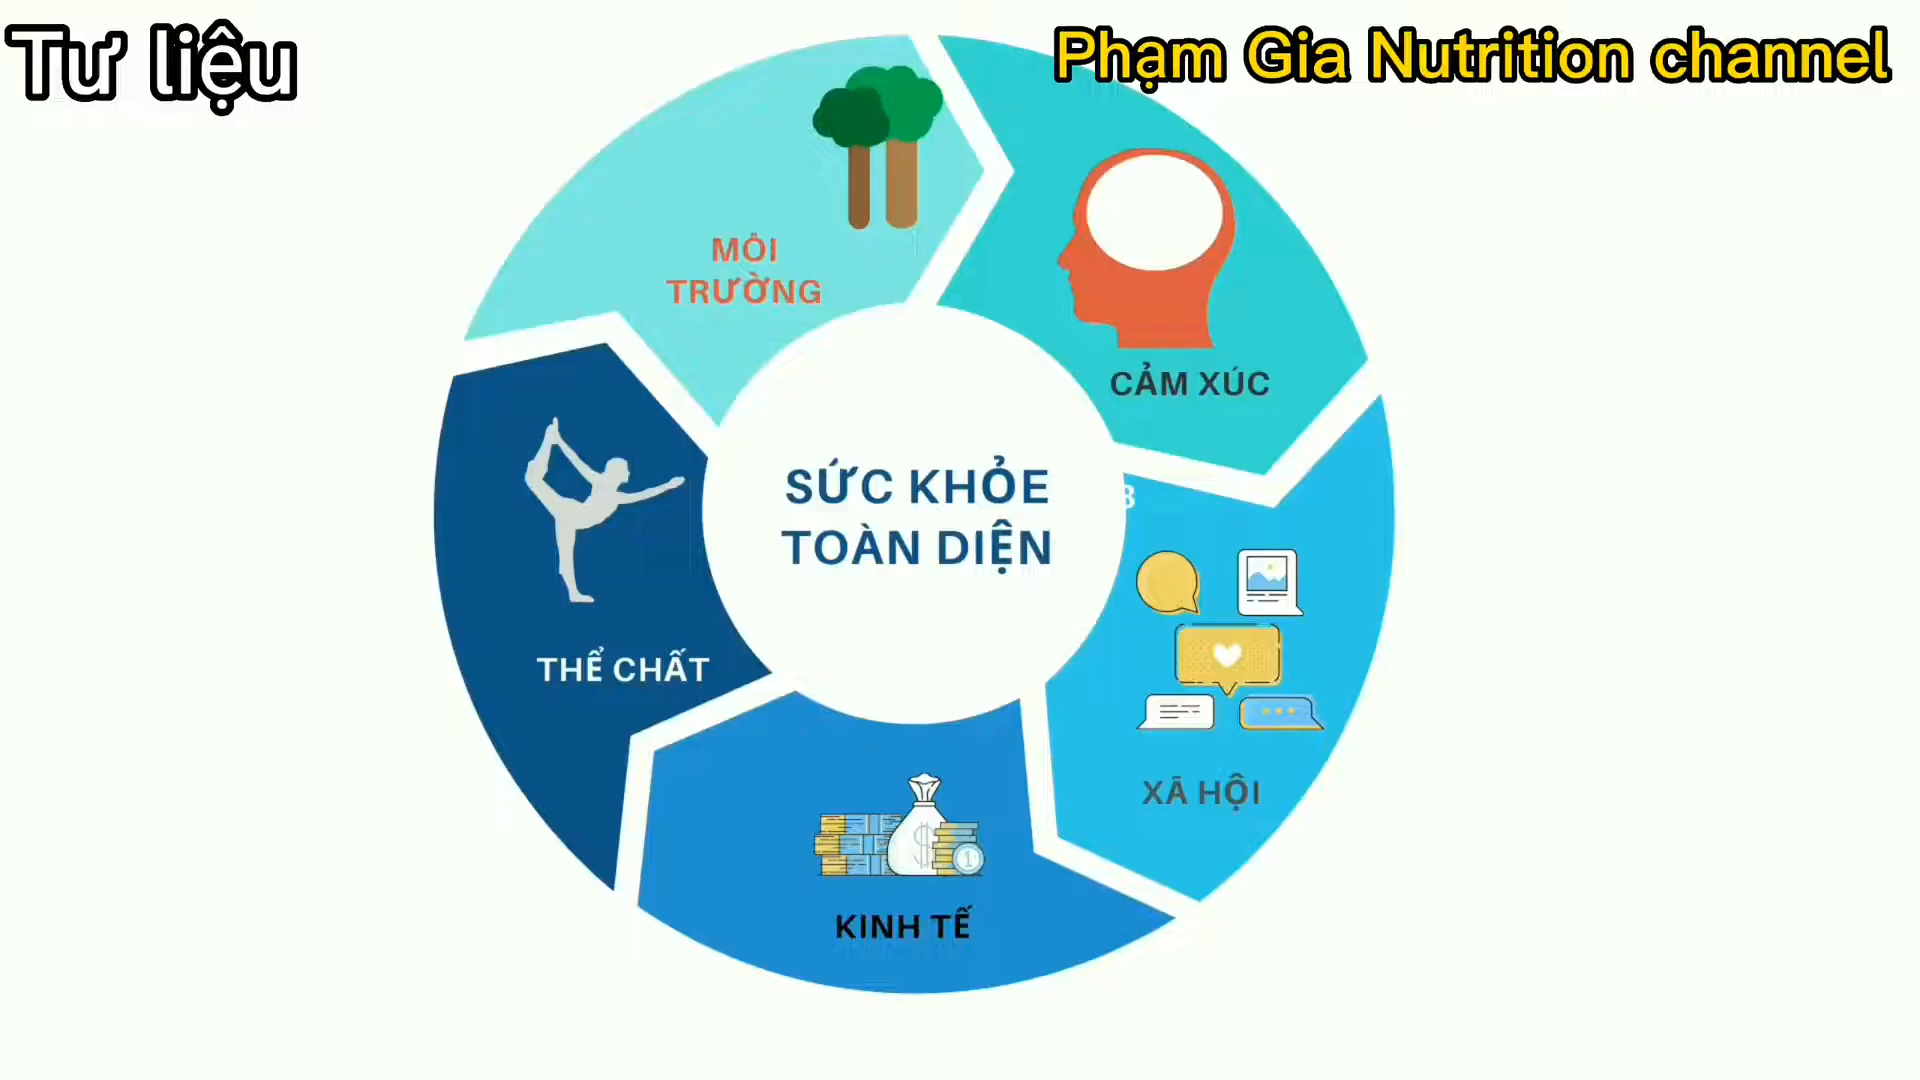 Tư liệu
Phạm Gia Nutrition channel
MÔI
TRƯỜNG
CẢM XÚC
SỨC KHỎE
TOÀN DIỆN
THỂ CHẤT
XÃ HỘI
$
1
KINH TẾ